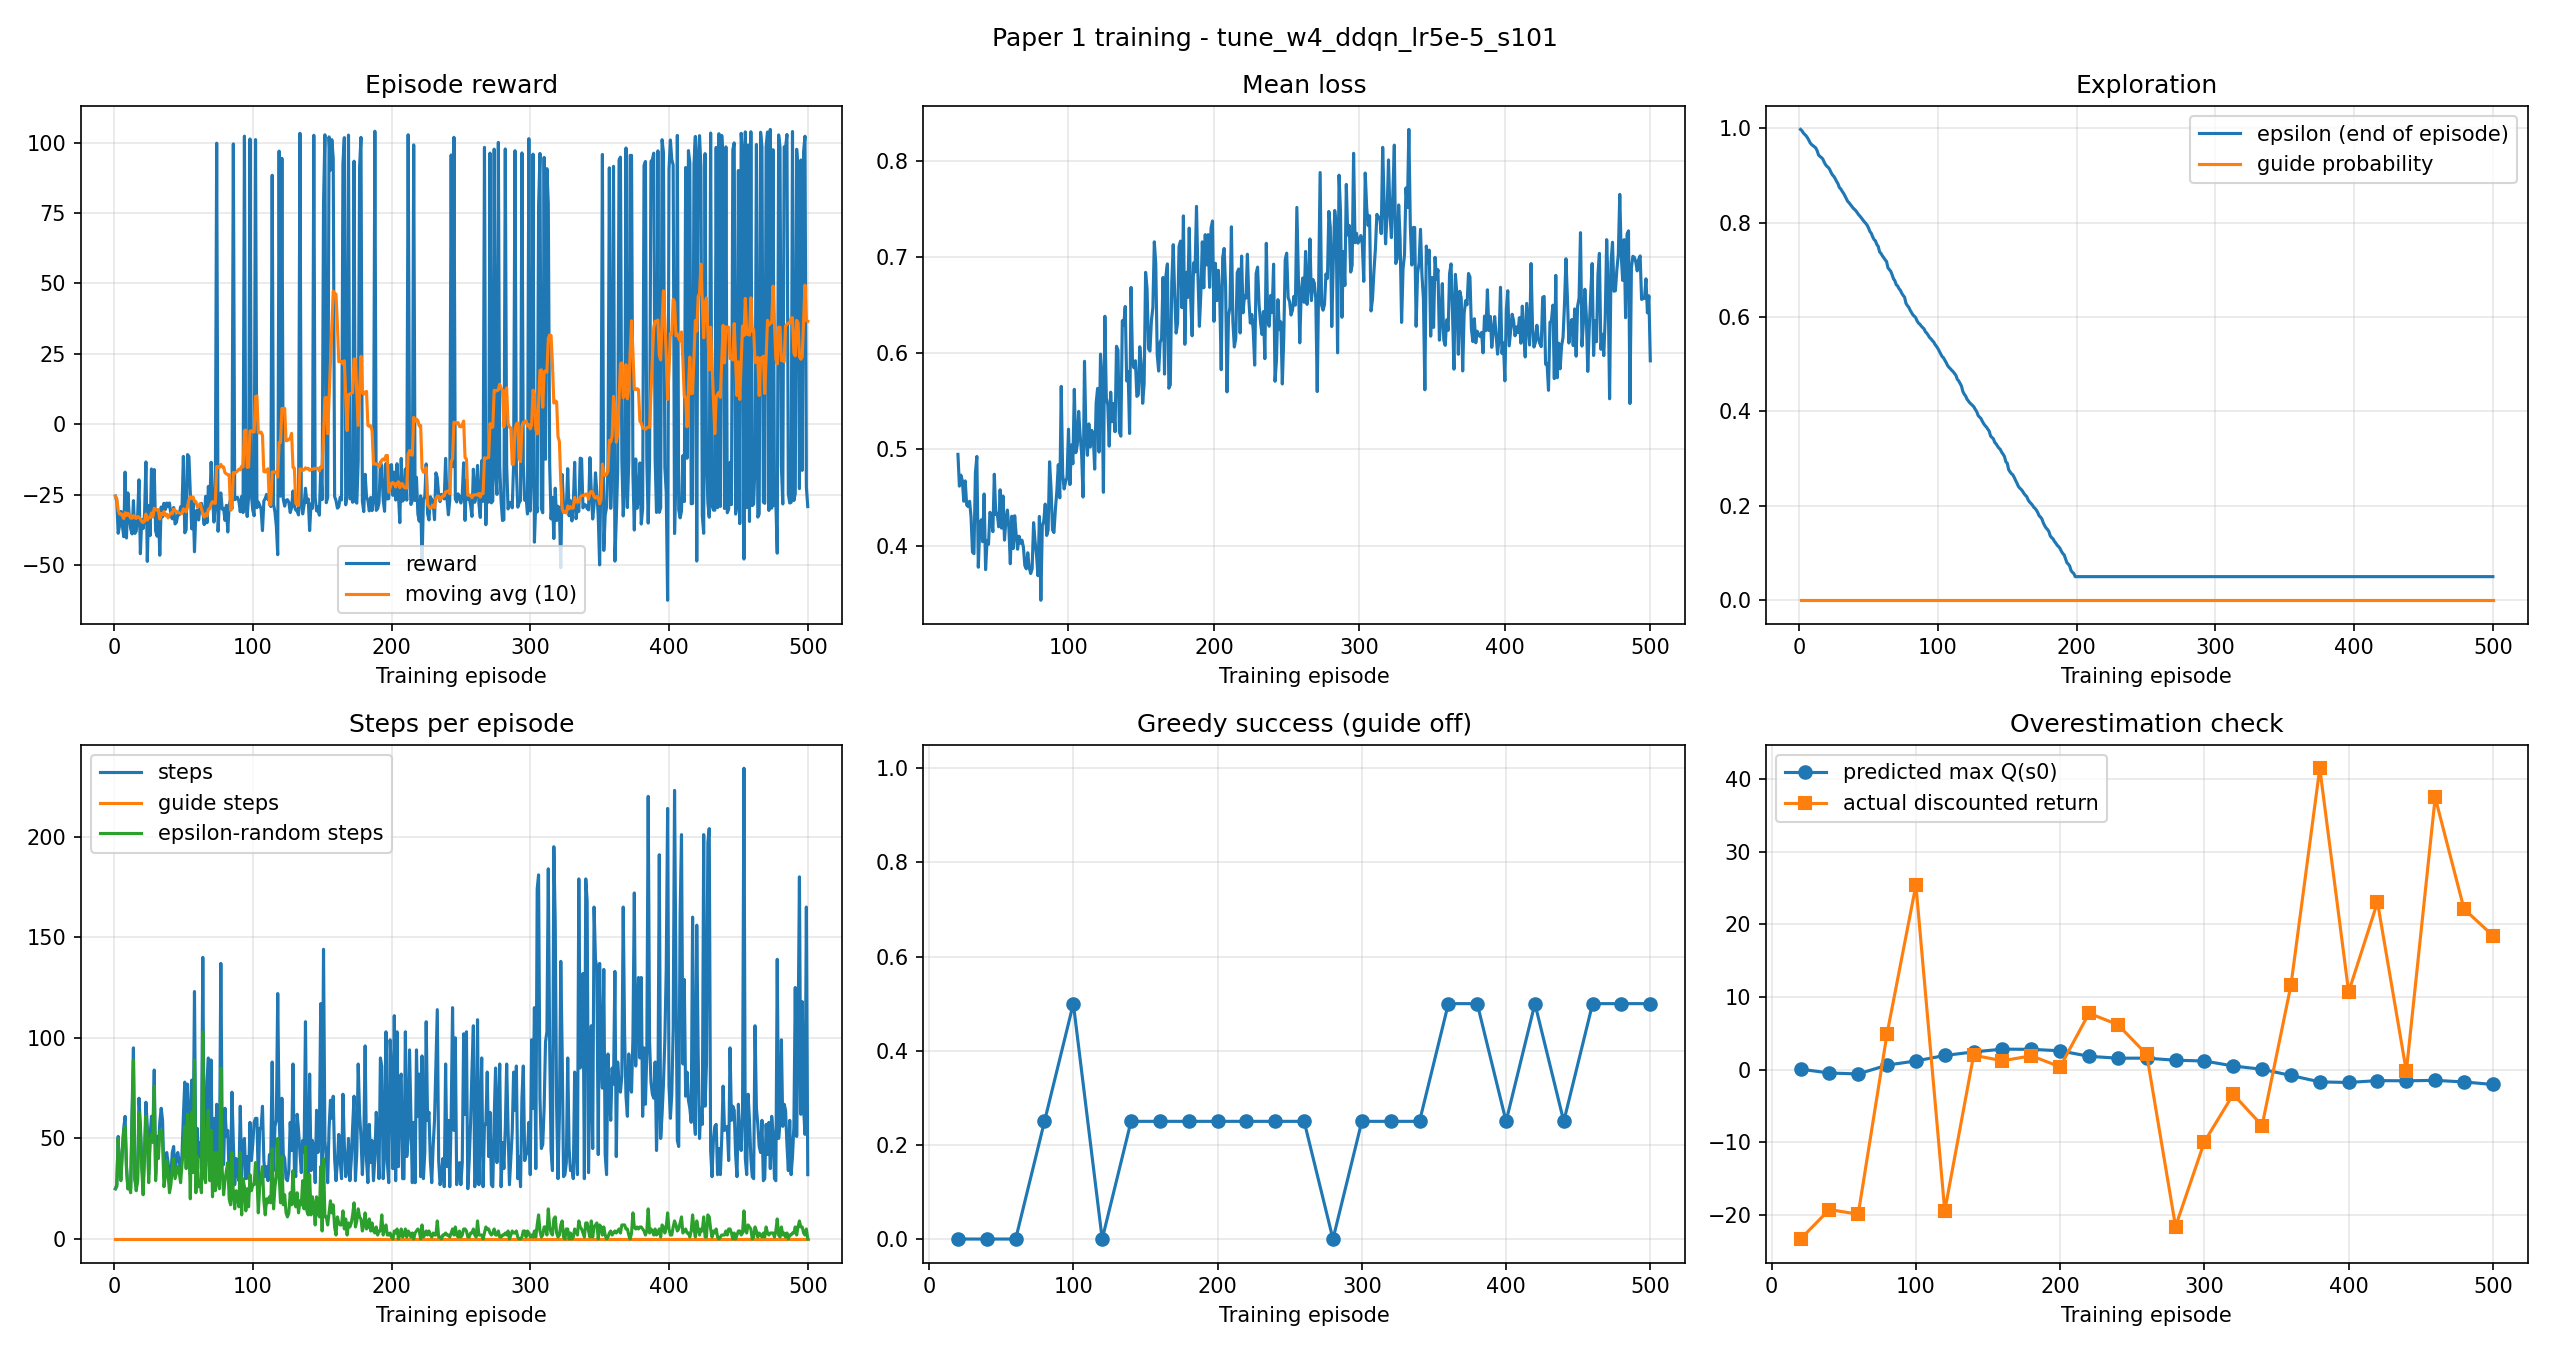 Paper 1 training - tune_w4_ddqn_lr5e-5_s101
Episode reward
100
75
50
25
0
−25
−50
reward
moving avg (10)
0 100 200 300 400 500
Training episode
Mean loss
0.8
0.7
0.6
0.5
0.4
100 200 300 400 500
Training episode
Exploration
1.0
0.8
0.6
0.4
0.2
0.0
epsilon (end of episode)
guide probability
0 100 200 300 400 500
Training episode
Steps per episode
200
150
100
50
0
steps
guide steps
epsilon-random steps
0 100 200 300 400 500
Training episode
Greedy success (guide off)
1.0
0.8
0.6
0.4
0.2
0.0
0 100 200 300 400 500
Training episode
Overestimation check
40
30
20
10
0
−10
−20
predicted max Q(s0)
actual discounted return
0 100 200 300 400 500
Training episode